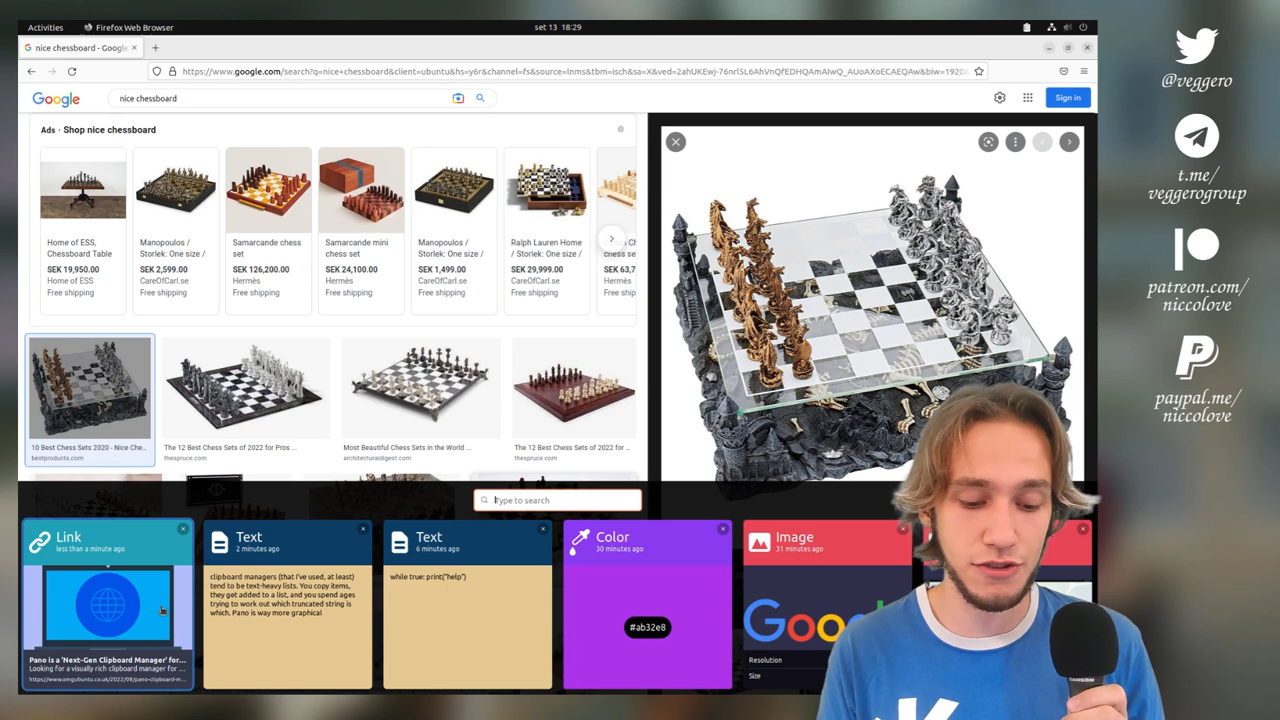 Activities
Firefox Web Browser
set 13 18:29
nice chessboard - Google
https://www.google.com/search?q=nice+chessboard&client=ubuntu&hs=y6r&channel=fs&source=lnms&tbm=isch&sa=X&ved=
Google
nice chessboard
Sign in
Ads · Shop nice chessboard
Home of ESS,
Chessboard Table
SEK 19,950.00
Home of ESS
Free shipping
Manopoulos /
Storlek: One size /
SEK 2,599.00
CareOfCarl.se
Free shipping
Samarcande chess
set
SEK 126,200.00
Hermès
Free shipping
Samarcande mini
chess set
SEK 24,100.00
Hermès
Free shipping
Manopoulos /
Storlek: One size /
SEK 1,499.00
CareOfCarl.se
Free shipping
Ralph Lauren Home
/ Storlek: One size /
SEK 29,999.00
CareOfCarl.se
Free shipping
SEK 63,7
Free ship
10 Best Chess Sets 2020 - Nice Che...
bestproducts.com
The 12 Best Chess Sets of 2022 for Pros ...
thespruce.com
Most Beautiful Chess Sets in the World ...
architecturaldigest.com
The 12 Best Chess Sets of 2022 for ...
thespruce.com
Type to search
Link
less than a minute ago
Pano is a 'Next-Gen Clipboard Manager' for...
Looking for a visually rich clipboard manager for ...
https://www.omgubuntu.co.uk/2022/08/pano-clipboard-m...
Text
2 minutes ago
clipboard managers (that I've used, at least)
tend to be text-heavy lists. You copy items,
they get added to a list, and you spend ages
trying to work out which truncated string is
which. Pano is way more graphical
Text
6 minutes ago
while true: print("help")
Color
30 minutes ago
#ab32e8
Image
31 minutes ago
Goo
Resolution
Size
@veggero
t.me/
veggerogroup
patreon.com/
niccolove
paypal.me/
niccolove